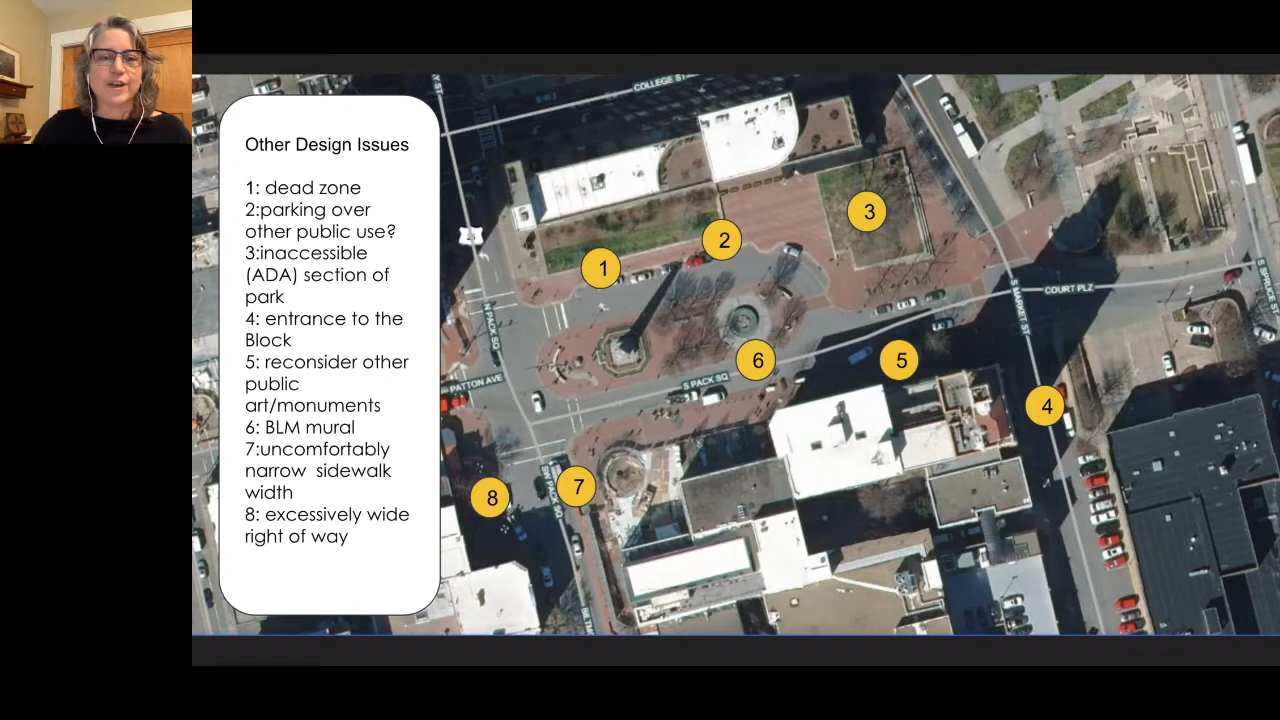 Other Design Issues
1: dead zone
2:parking over
other public use?
3:inaccessible
(ADA) section of
park
4: entrance to the
Block
5: reconsider other
public
art/monuments
6: BLM mural
7:uncomfortably
narrow sidewalk
width
8: excessively wide
right of way
COLLEGE ST
Y ST
3
2
1
N PACK SQ
S MARKET ST
COURT PLZ
S SPRUCE ST
6
5
S PACK SQ
PATTON AVE
4
8
7
SW PACK SQ